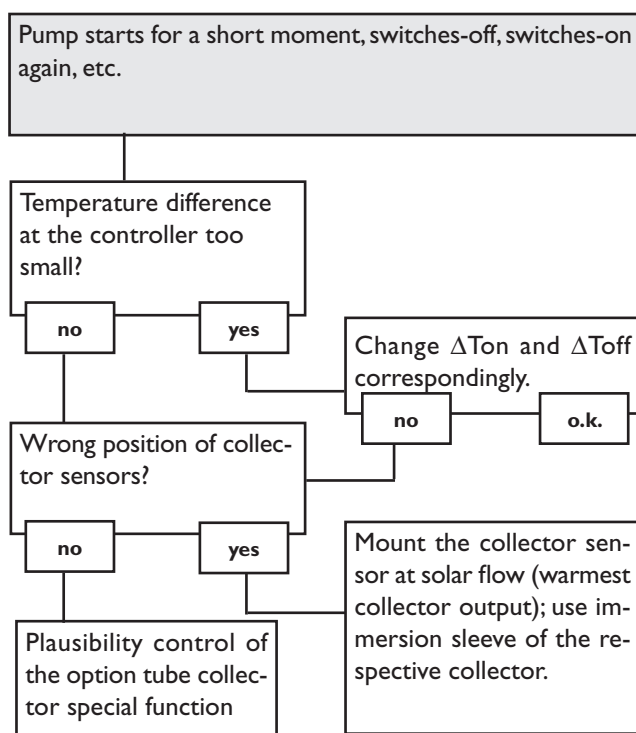 Pump starts for a short moment, switches-off, switches-on
again, etc.
Temperature difference
at the controller too
small?
no
yes
Change ΔTon and ΔToff
correspondingly.
no
o.k.
Wrong position of collec-
tor sensors?
no
yes
Mount the collector sen-
sor at solar flow (warmest
collector output); use im-
mersion sleeve of the re-
spective collector.
Plausibility control of
the option tube collec-
tor special function